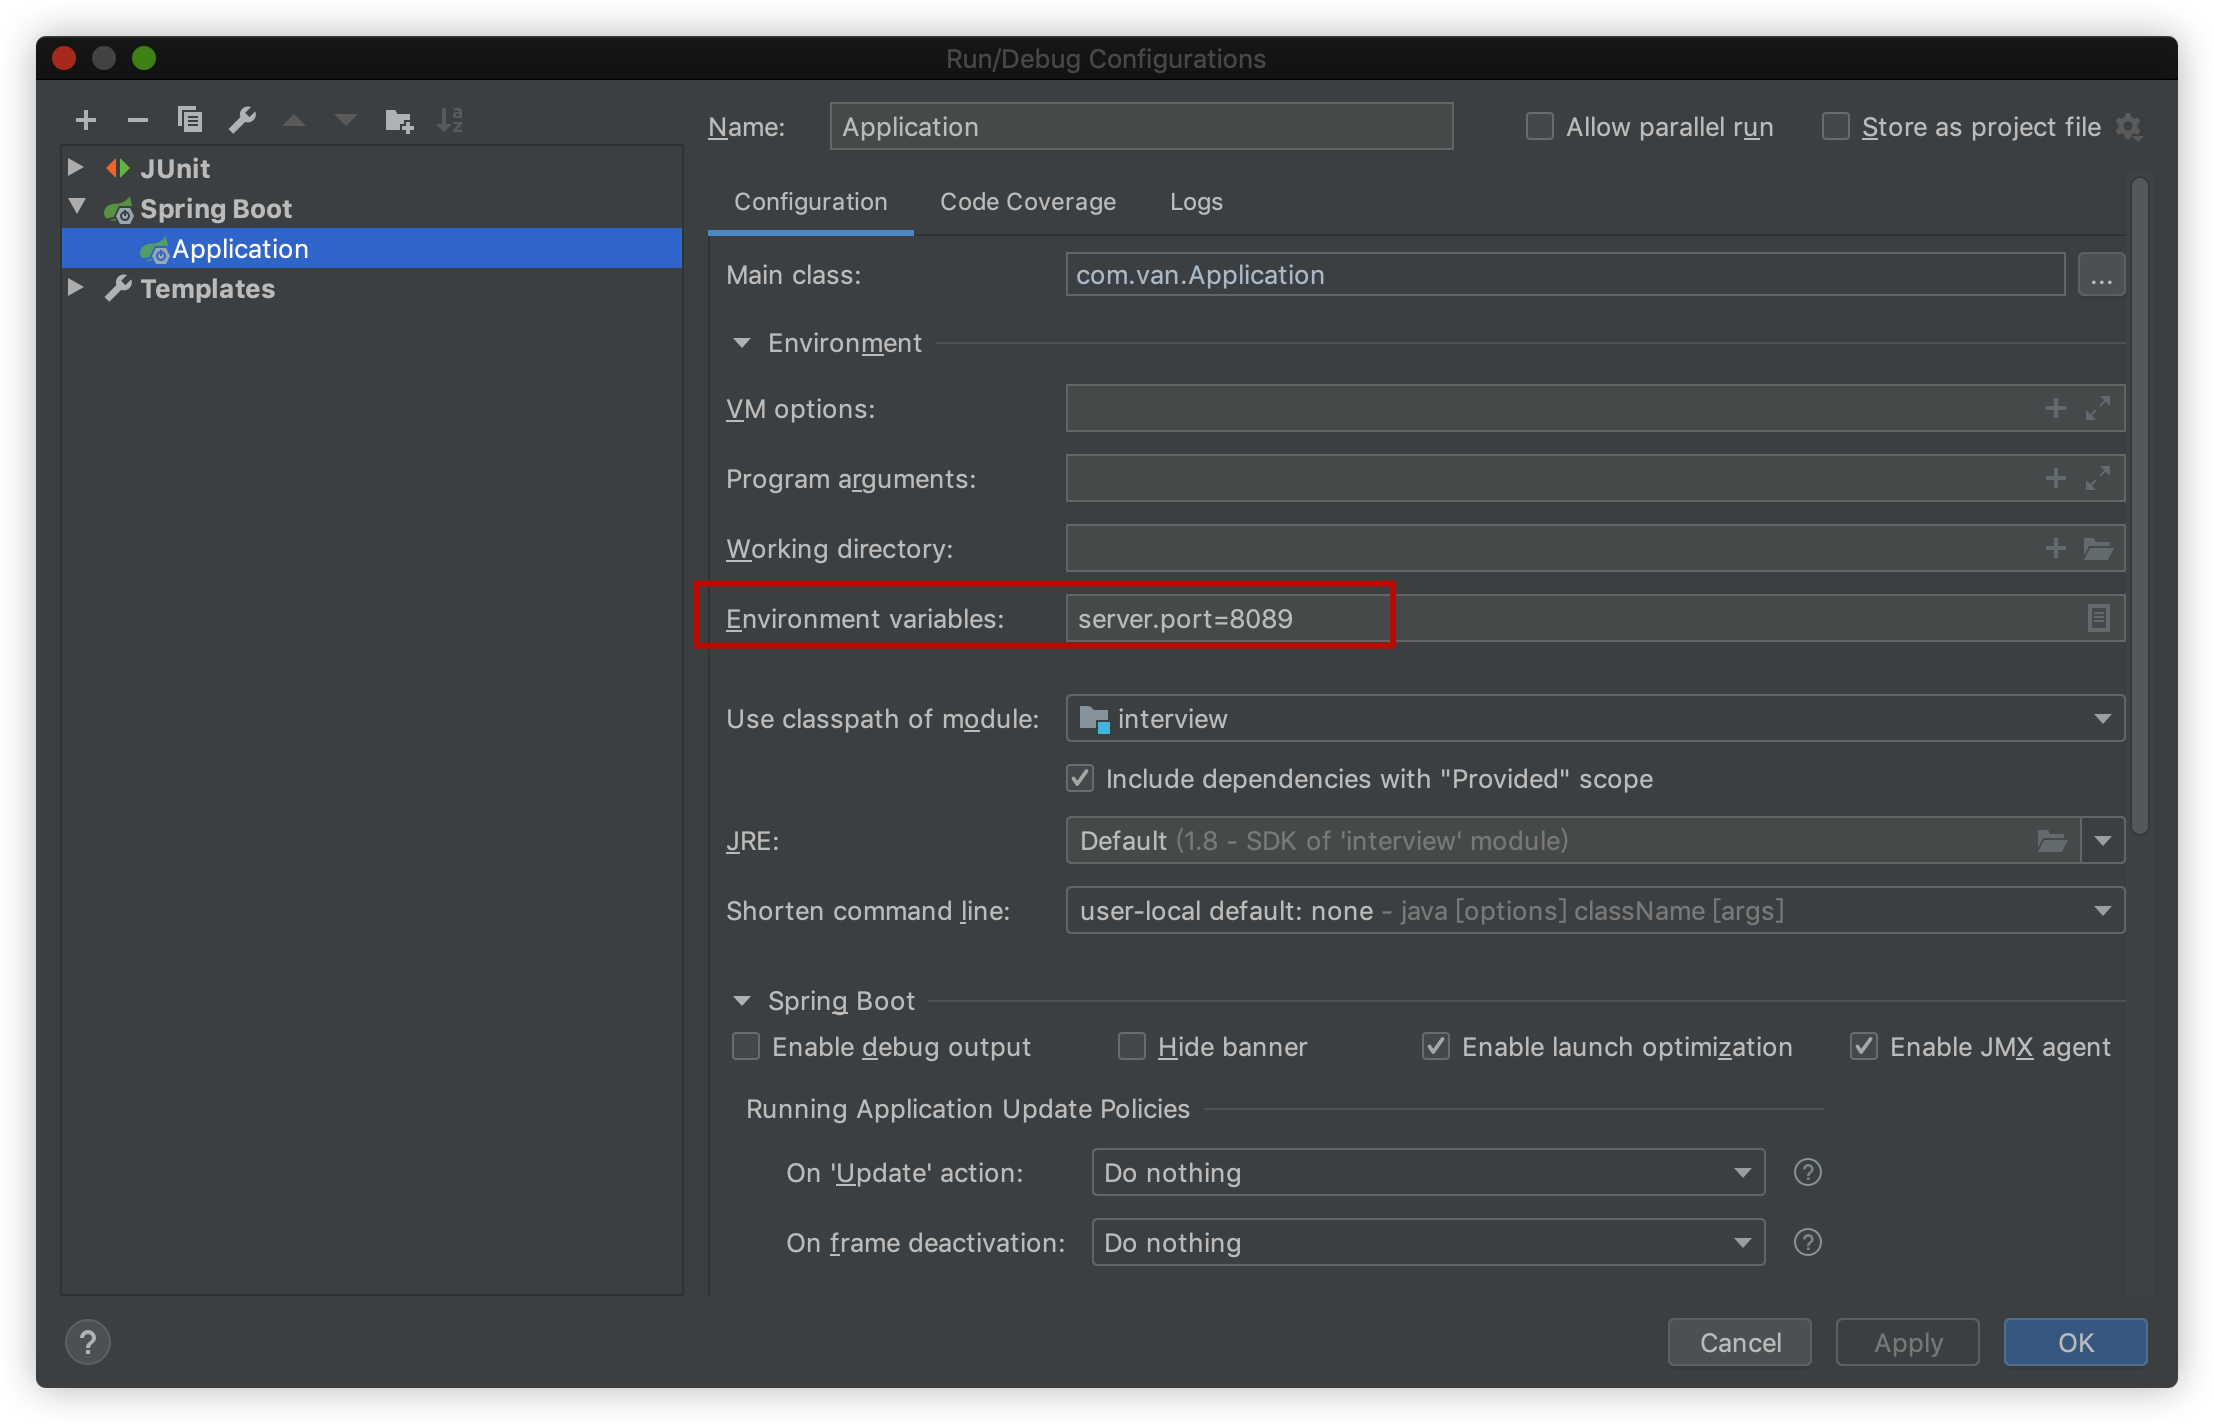 Run/Debug Configurations
JUnit
Spring Boot
Application
Templates
Name: Application
Allow parallel run
Store as project file
Configuration Code Coverage Logs
Main class: com.van.Application ...
Environment
VM options:
Program arguments:
Working directory:
Environment variables: server.port=8089
Use classpath of module: interview
Include dependencies with "Provided" scope
JRE: Default (1.8 - SDK of 'interview' module)
Shorten command line: user-local default: none - java [options] className [args]
Spring Boot
Enable debug output Hide banner Enable launch optimization Enable JMX agent
Running Application Update Policies
On 'Update' action: Do nothing ?
On frame deactivation: Do nothing ?
? Cancel Apply OK